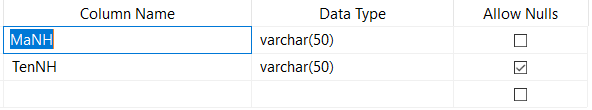 Column Name Data Type Allow Nulls
MaNH varchar(50)
TenNH varchar(50)